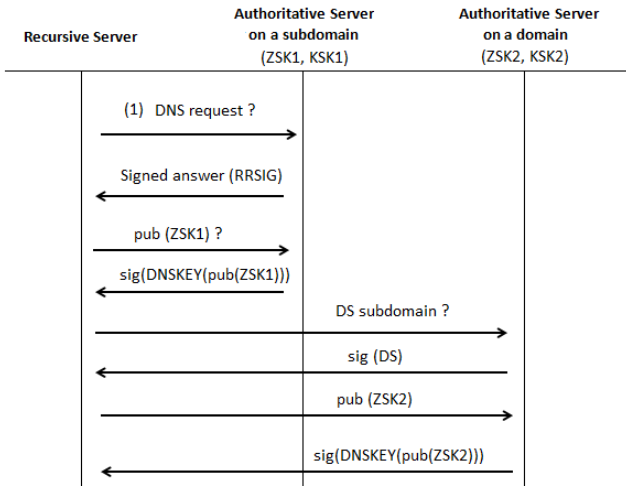 Recursive Server
Authoritative Server
on a subdomain
(ZSK1, KSK1)
Authoritative Server
on a domain
(ZSK2, KSK2)
(1) DNS request ?
Signed answer (RRSIG)
pub (ZSK1) ?
sig(DNSKEY(pub(ZSK1)))
DS subdomain ?
sig (DS)
pub (ZSK2)
sig(DNSKEY(pub(ZSK2)))